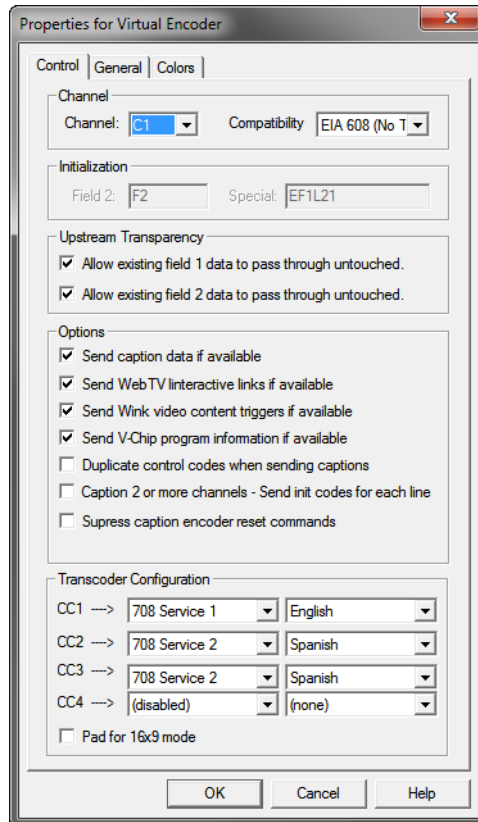 Properties for Virtual Encoder
Control General Colors
Channel
Channel: C1 Compatibility EIA 608 (No T
Initialization
Field 2: F2 Special: EF1L21
Upstream Transparency
Allow existing field 1 data to pass through untouched.
Allow existing field 2 data to pass through untouched.
Options
Send caption data if available
Send WebTV linteractive links if available
Send Wink video content triggers if available
Send V-Chip program information if available
Duplicate control codes when sending captions
Caption 2 or more channels - Send init codes for each line
Supress caption encoder reset commands
Transcoder Configuration
CC1 ---> 708 Service 1 English
CC2 ---> 708 Service 2 Spanish
CC3 ---> 708 Service 2 Spanish
CC4 ---> (disabled) (none)
Pad for 16x9 mode
OK Cancel Help